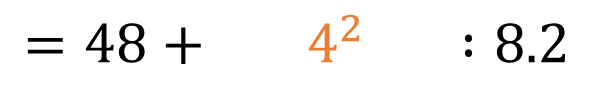 = 48 + 4² : 8.2